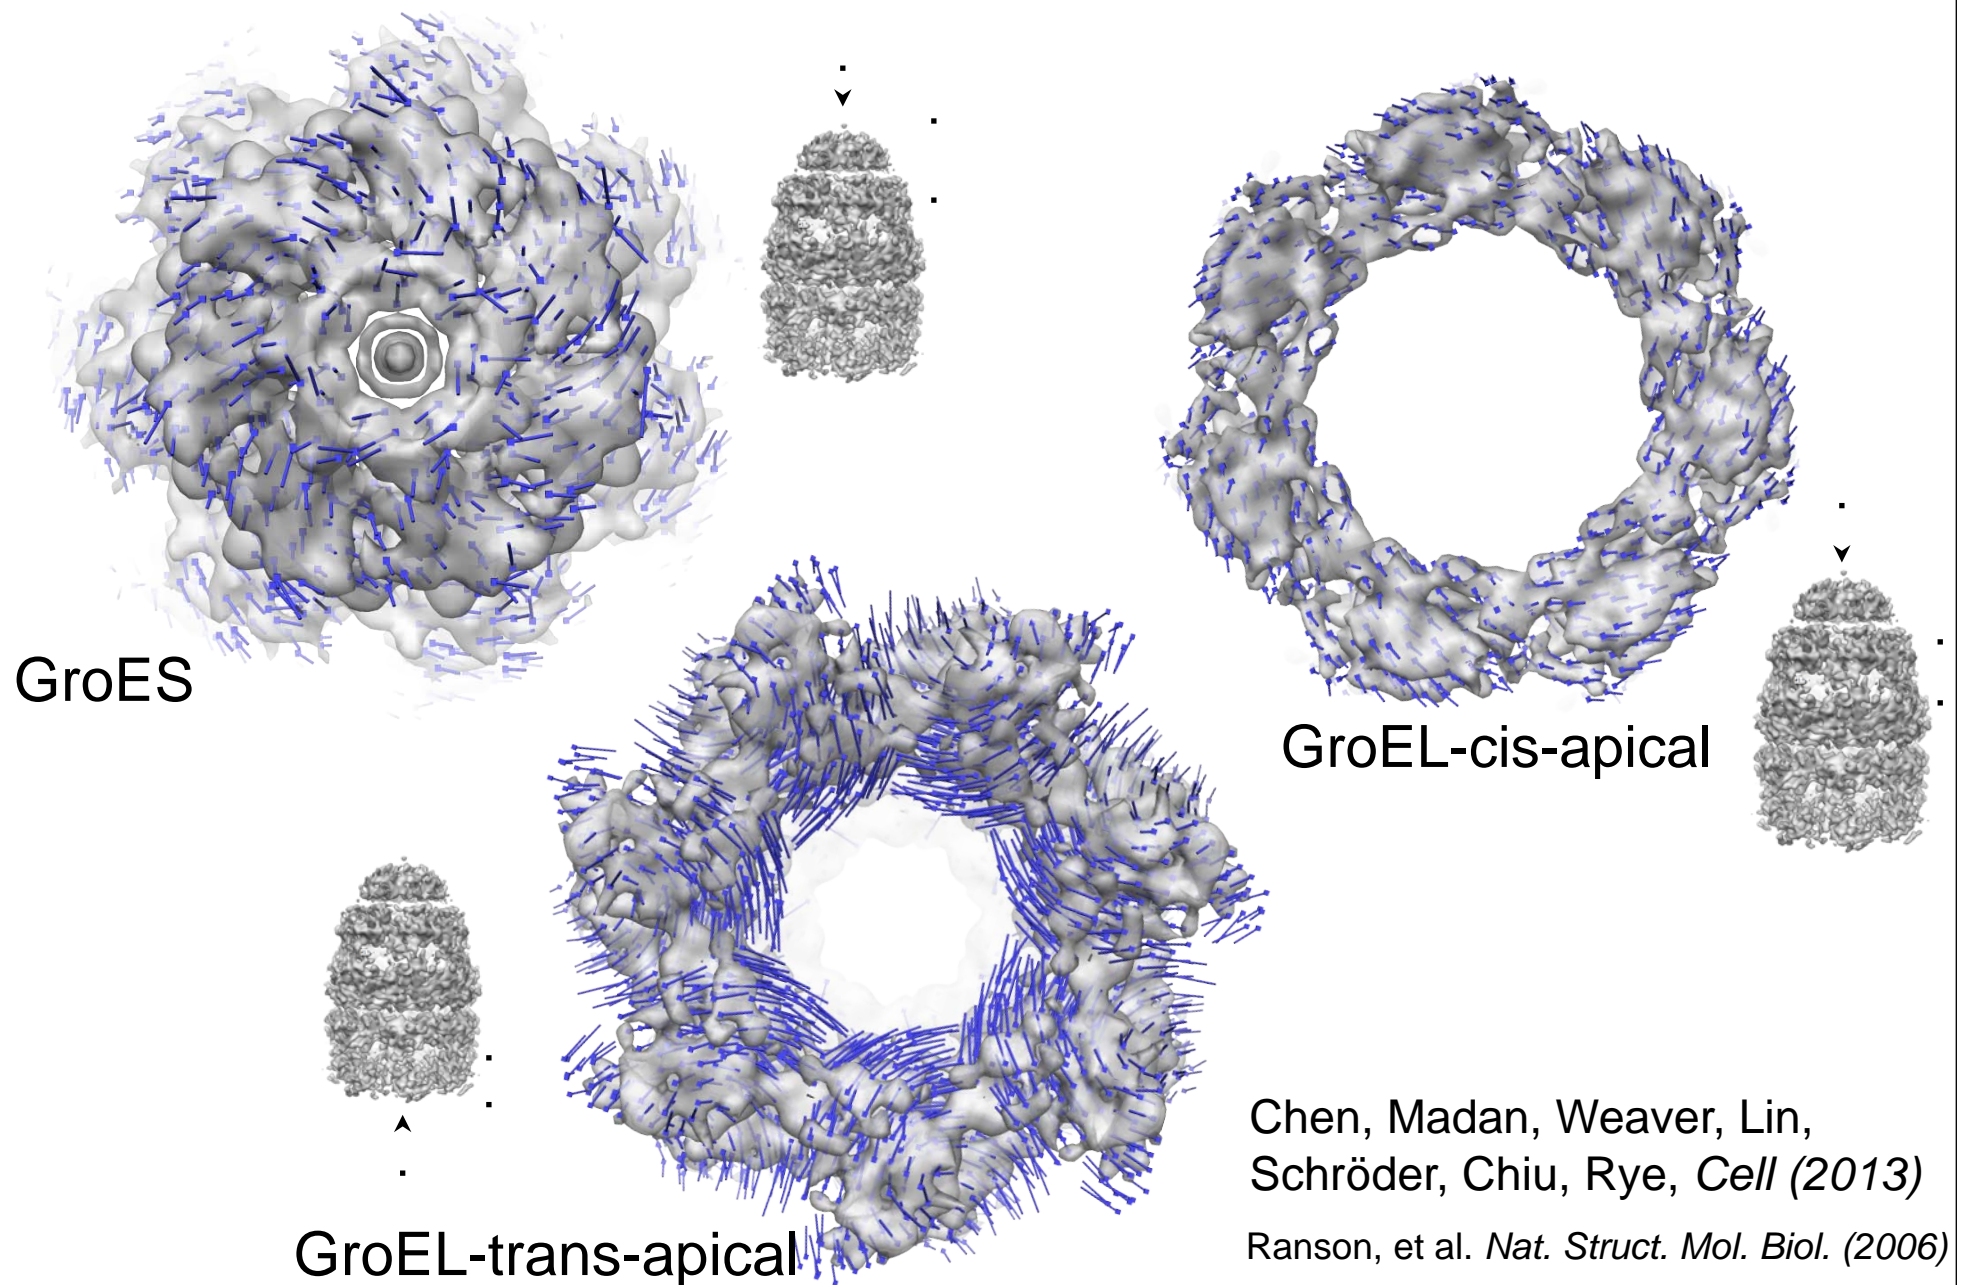 GroES
GroEL-cis-apical
GroEL-trans-apical
Chen, Madan, Weaver, Lin,
Schröder, Chiu, Rye, Cell (2013)
Ranson, et al. Nat. Struct. Mol. Biol. (2006)